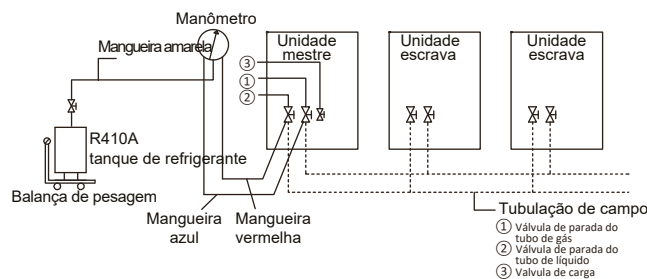 Manômetro
Mangueira amarela
Unidade
mestre
Unidade
escrava
Unidade
escrava
③
①
②
R410A
tanque de refrigerante
Balança de pesagem
Mangueira
azul
Mangueira
vermelha
Tubulação de campo
① Válvula de parada do
tubo de gás
② Válvula de parada do
tubo de líquido
③ Valvula de carga